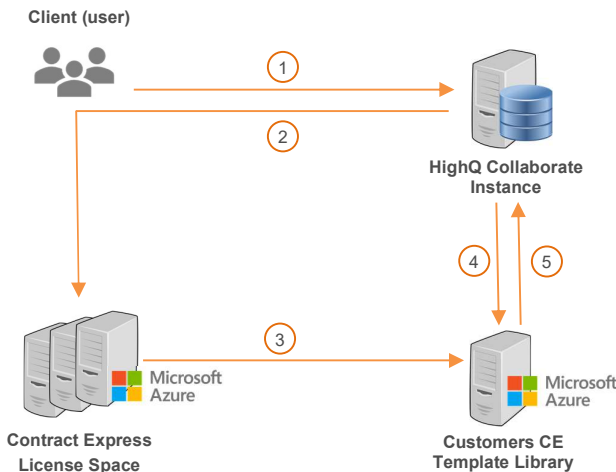 Client (user)
1
2
HighQ Collaborate
Instance
4
5
3
Microsoft
Azure
Microsoft
Azure
Contract Express
License Space
Customers CE
Template Library